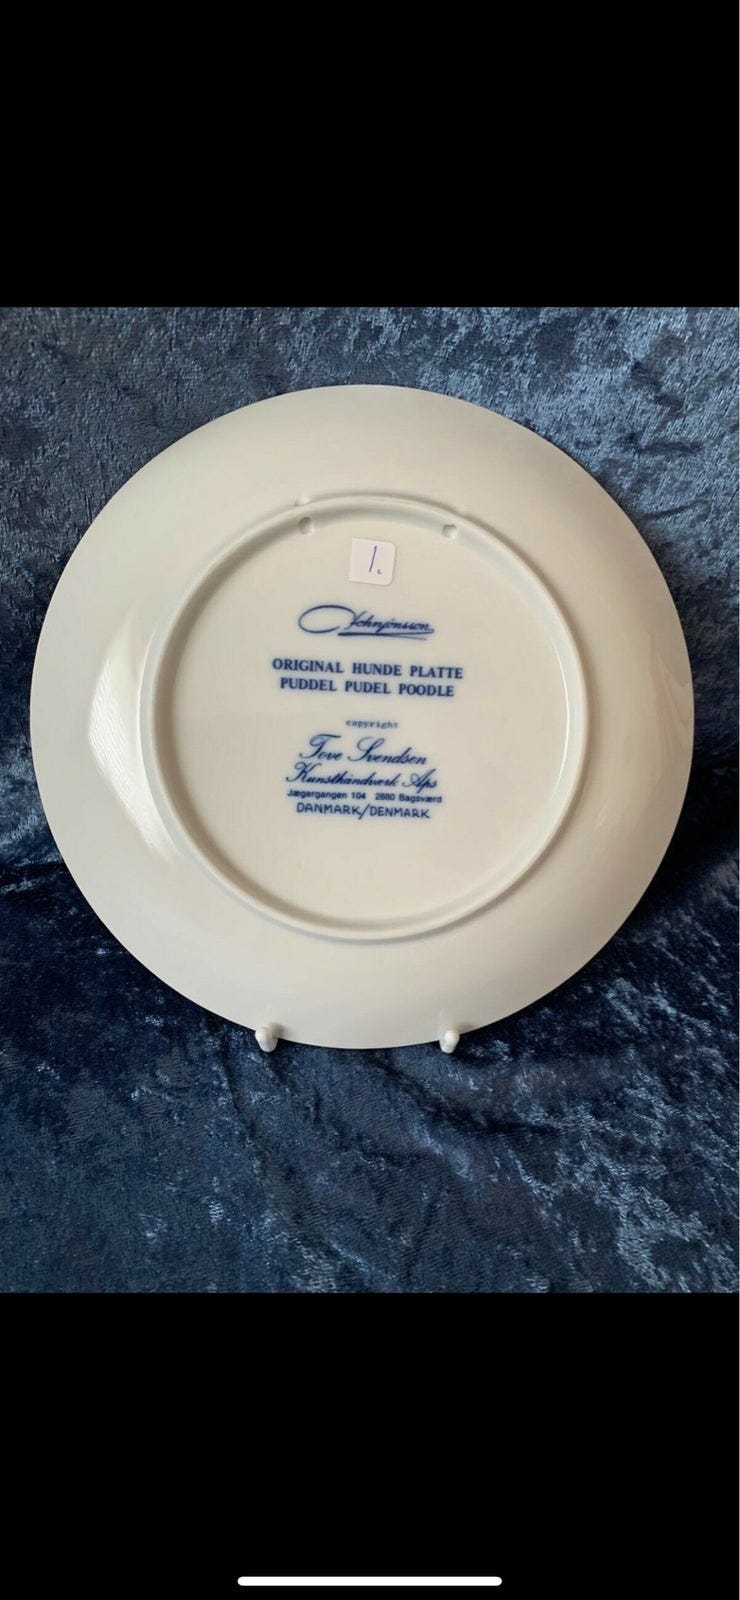 1.
Johnjönsson
ORIGINAL HUNDE PLATTE
PUDDEL PUDEL POODLE
copyright
Tove Svendsen
Kunsthåndværk Aps
Jægergangen 104 2880 Bagsværd
DANMARK/DENMARK